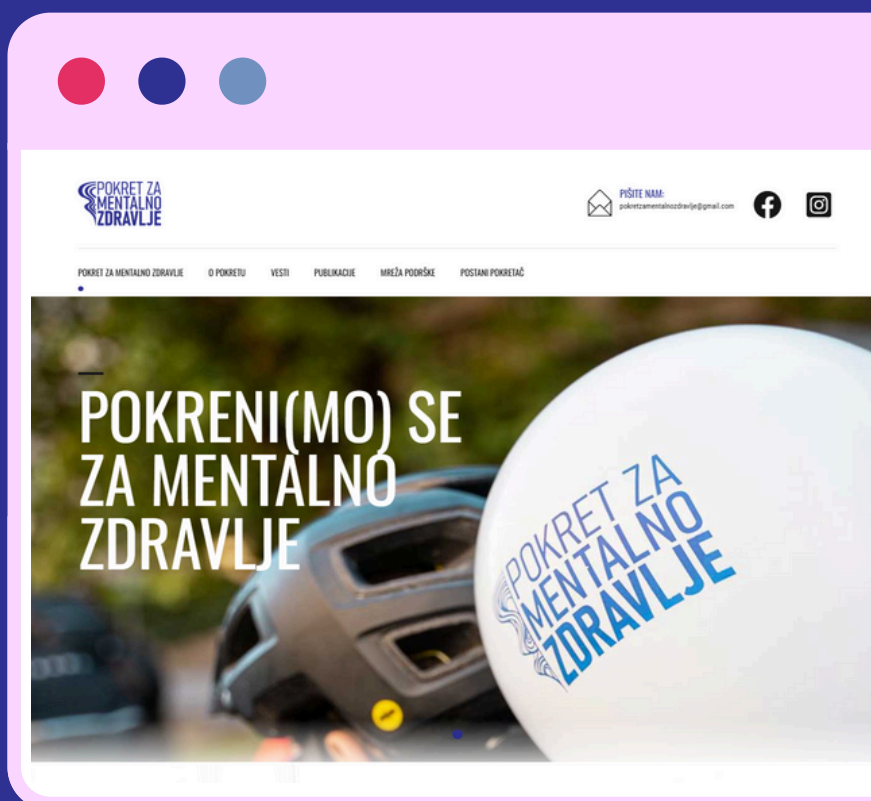 POKRET ZA
MENTALNO
ZDRAVLJE
PIŠITE NAM:
pokretzamentalnozdravlje@gmail.com
POKRET ZA MENTALNO ZDRAVLJE O POKRETU VESTI PUBLIKACIJE MREŽA PODRŠKE POSTANI POKRETAČ
POKRENI(MO) SE
ZA MENTALNO
ZDRAVLJE
POKRET ZA
MENTALNO
ZDRAVLJE